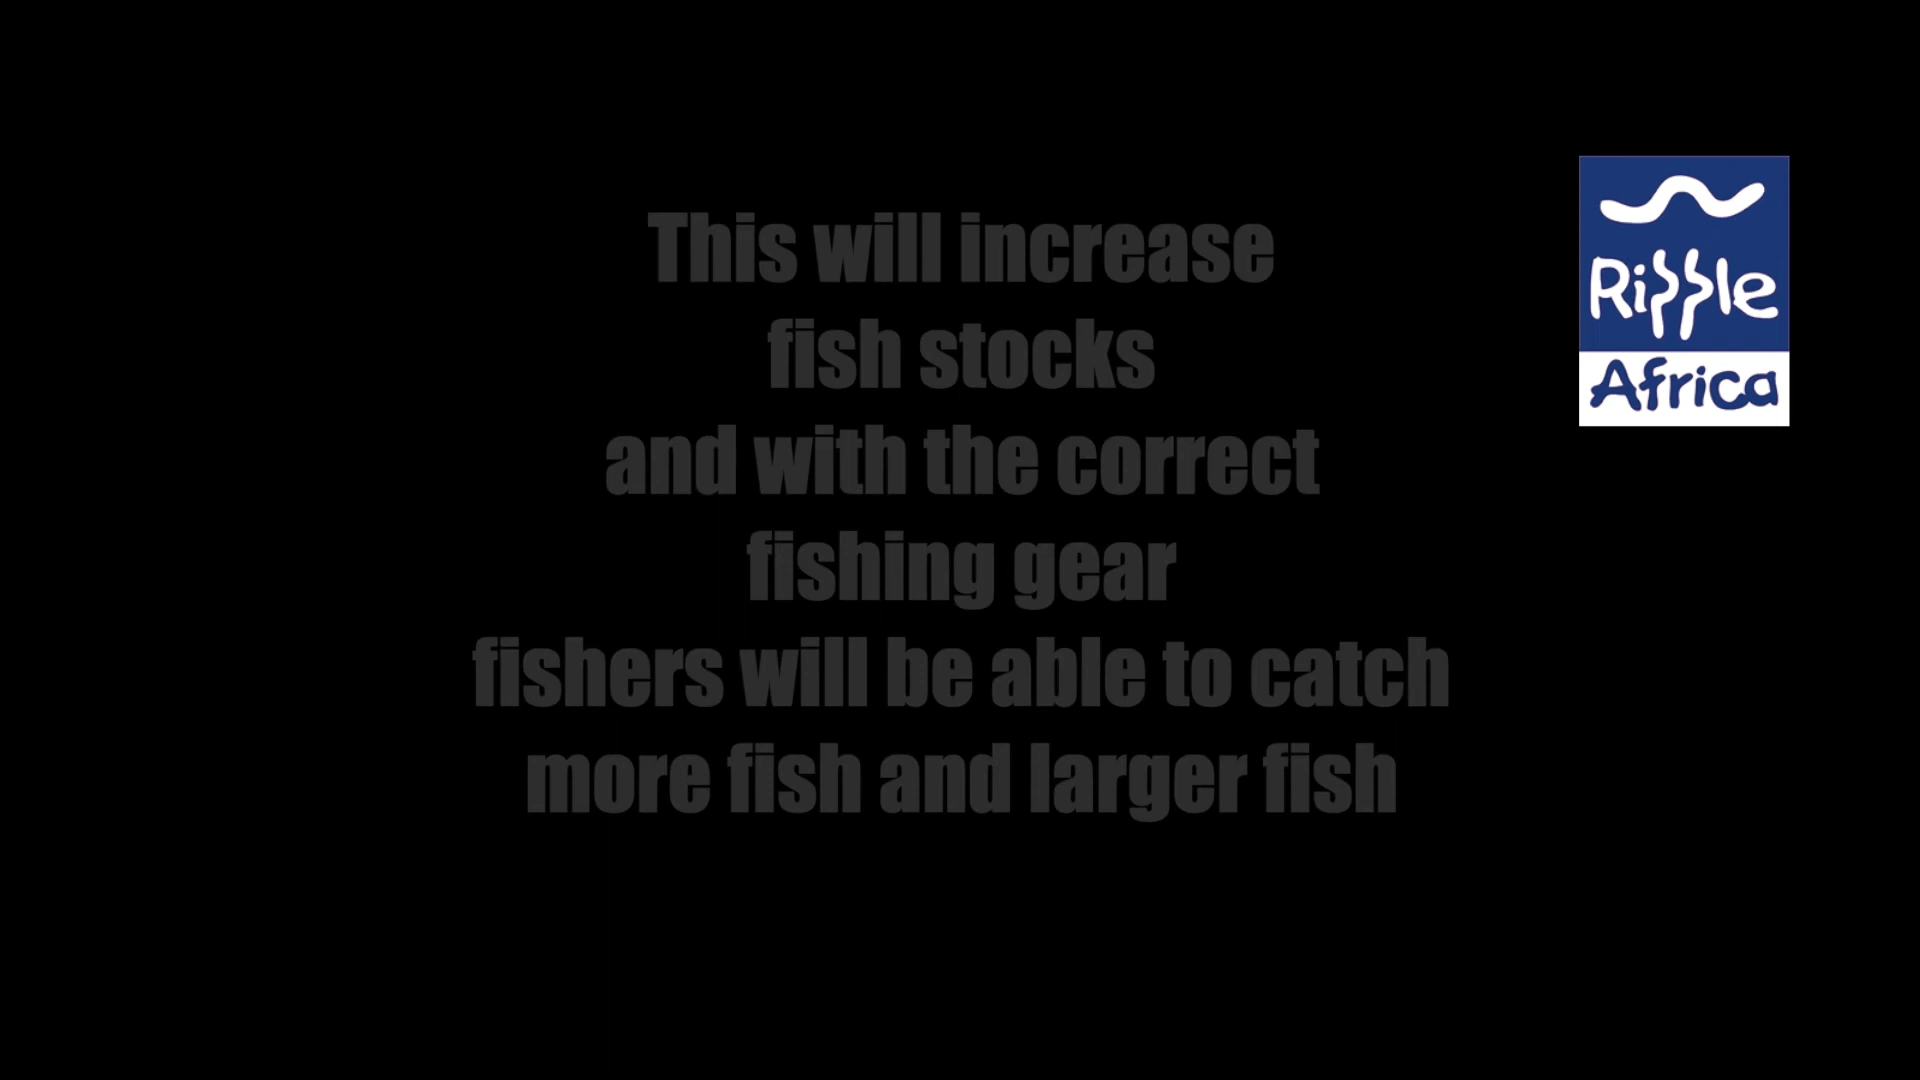 This will increase
fish stocks
and with the correct
fishing gear
fishers will be able to catch
more fish and larger fish
Ripple
Africa